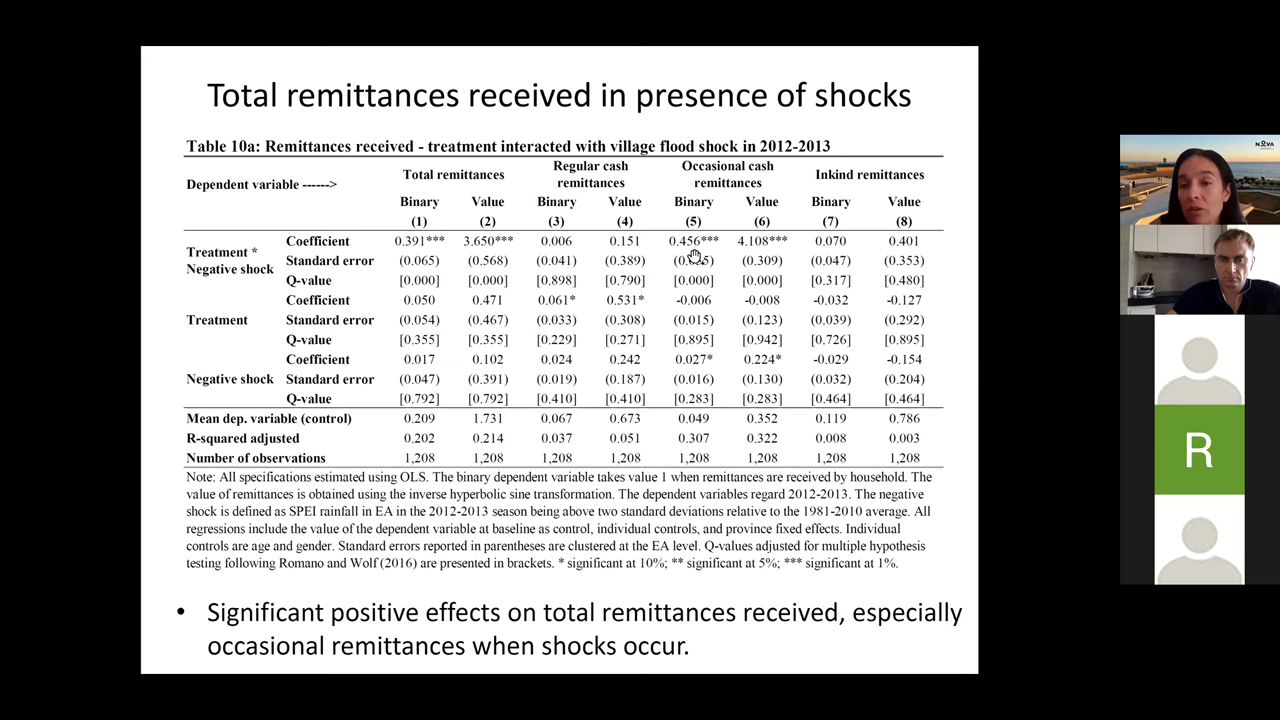 Total remittances received in presence of shocks
Table 10a: Remittances received - treatment interacted with village flood shock in 2012-2013
Dependent variable ------> Total remittances Regular cash remittances Occasional cash remittances Inkind remittances
Binary Value Binary Value Binary Value Binary Value
(1) (2) (3) (4) (5) (6) (7) (8)
Treatment * Negative shock Coefficient 0.391*** 3.650*** 0.006 0.151 0.456*** 4.108*** 0.070 0.401
Standard error (0.065) (0.568) (0.041) (0.389) (0.309) (0.047) (0.353)
Q-value [0.000] [0.000] [0.898] [0.790] [0.000] [0.000] [0.317] [0.480]
Treatment Coefficient 0.050 0.471 0.061* 0.531* -0.006 -0.008 -0.032 -0.127
Standard error (0.054) (0.467) (0.033) (0.308) (0.015) (0.123) (0.039) (0.292)
Q-value [0.355] [0.355] [0.229] [0.271] [0.895] [0.942] [0.726] [0.895]
Negative shock Coefficient 0.017 0.102 0.024 0.242 0.027* 0.224* -0.029 -0.154
Standard error (0.047) (0.391) (0.019) (0.187) (0.016) (0.130) (0.032) (0.204)
Q-value [0.792] [0.792] [0.410] [0.410] [0.283] [0.283] [0.464] [0.464]
Mean dep. variable (control) 0.209 1.731 0.067 0.673 0.049 0.352 0.119 0.786
R-squared adjusted 0.202 0.214 0.037 0.051 0.307 0.322 0.008 0.003
Number of observations 1,208 1,208 1,208 1,208 1,208 1,208 1,208 1,208
Note: All specifications estimated using OLS. The binary dependent variable takes value 1 when remittances are received by household. The
value of remittances is obtained using the inverse hyperbolic sine transformation. The dependent variables regard 2012-2013. The negative
shock is defined as SPEI rainfall in EA in the 2012-2013 season being above two standard deviations relative to the 1981-2010 average. All
regressions include the value of the dependent variable at baseline as control, individual controls, and province fixed effects. Individual
controls are age and gender. Standard errors reported in parentheses are clustered at the EA level. Q-values adjusted for multiple hypothesis
testing following Romano and Wolf (2016) are presented in brackets. * significant at 10%; ** significant at 5%; *** significant at 1%.
• Significant positive effects on total remittances received, especially
occasional remittances when shocks occur.
NOVA
R